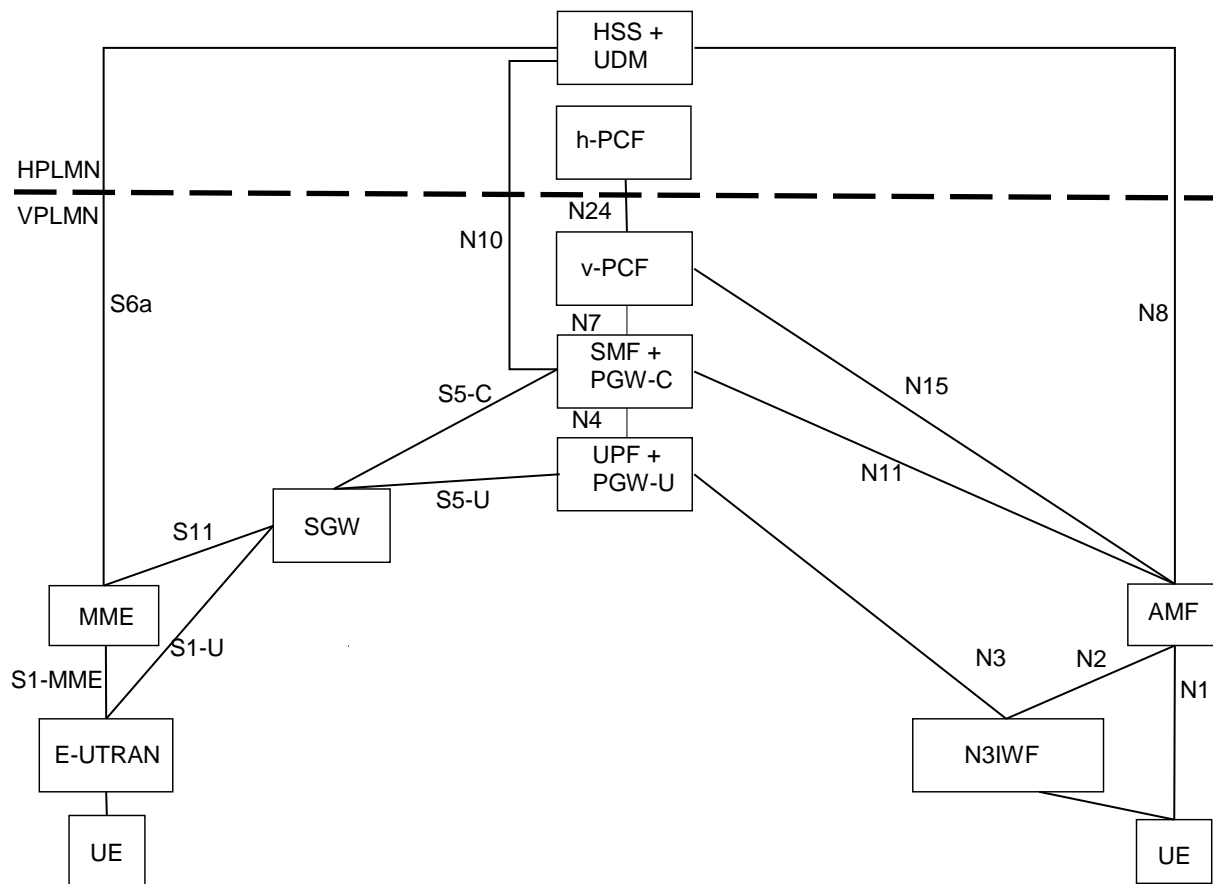 HSS +
UDM
h-PCF
HPLMN
VPLMN
N24
N10
v-PCF
S6a
N8
N7
SMF +
PGW-C
S5-C
N15
N4
UPF +
PGW-U
N11
S5-U
SGW
S11
MME
AMF
S1-U
N3
N2
S1-MME
N1
E-UTRAN
N3IWF
UE
UE